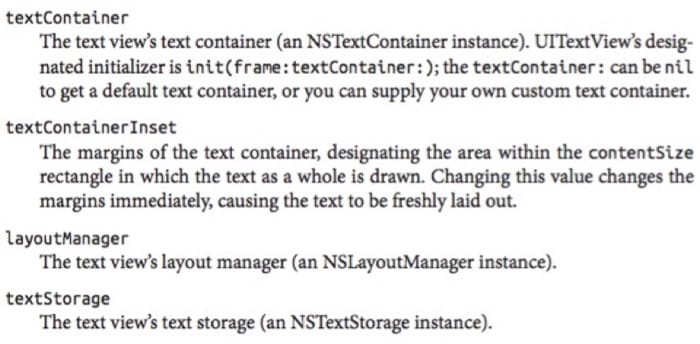 textContainer
The text view's text container (an NSTextContainer instance). UITextView's desig-
nated initializer is init(frame:textContainer:); the textContainer: can be nil
to get a default text container, or you can supply your own custom text container.
textContainerInset
The margins of the text container, designating the area within the contentSize
rectangle in which the text as a whole is drawn. Changing this value changes the
margins immediately, causing the text to be freshly laid out.
layoutManager
The text view's layout manager (an NSLayoutManager instance).
textStorage
The text view's text storage (an NSTextStorage instance).